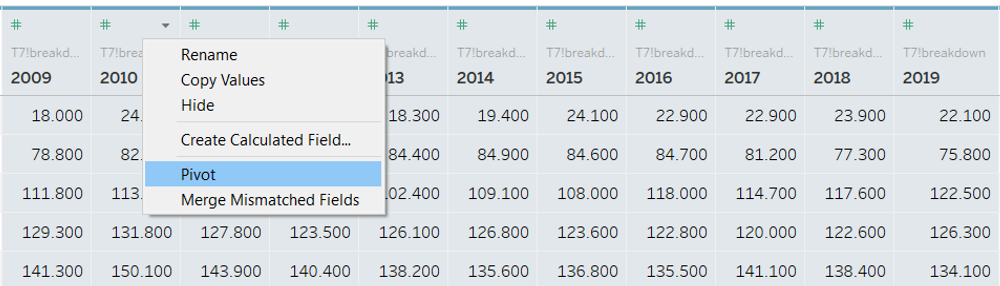 # # # # # # # # # # #
T7!breakd... T7!breakd... T7!breakd... T7!breakd... T7!breakd... T7!breakd... T7!breakd... T7!breakdown
2009 2010 2014 2015 2016 2017 2018 2019
Rename
Copy Values
Hide
Create Calculated Field...
Pivot
Merge Mismatched Fields
18.000 24. 18.300 19.400 24.100 22.900 22.900 23.900 22.100
78.800 82. 84.400 84.900 84.600 84.700 81.200 77.300 75.800
111.800 113. 102.400 109.100 108.000 118.000 114.700 117.600 122.500
129.300 131.800 127.800 123.500 126.100 126.800 123.600 122.800 120.000 122.600 126.300
141.300 150.100 143.900 140.400 138.200 135.600 136.800 135.500 141.100 138.400 134.100